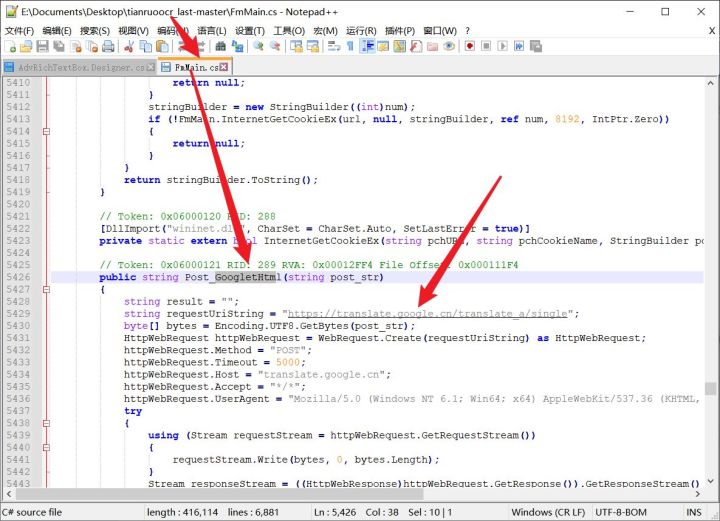 E:\Documents\Desktop\tianruoocr_last-master\FmMain.cs - Notepad++
文件(F) 编辑(E) 搜索(S) 视图(V) 编码(N) 语言(L) 设置(T) 工具(O) 宏(M) 运行(R) 插件(P) 窗口(W) ?
AdvRichTextBox.Designer.cs FmMain.cs
5410 return null;
5411 }
5412 stringBuilder = new StringBuilder((int)num);
5413 if (!FmMain.InternetGetCookieEx(url, null, stringBuilder, ref num, 8192, IntPtr.Zero))
5414 {
5415 return null;
5416 }
5417 }
5418 return stringBuilder.ToString();
5419 }
5420
5421 // Token: 0x06000120 RID: 288
5422 [DllImport("wininet.dll", CharSet = CharSet.Auto, SetLastError = true)]
5423 private static extern bool InternetGetCookieEx(string pchURL, string pchCookieName, StringBuilder
5424
5425 // Token: 0x06000121 RID: 289 RVA: 0x00012FF4 File Offset: 0x000111F4
5426 public string Post_GoogletHtml(string post_str)
5427 {
5428 string result = "";
5429 string requestUriString = "https://translate.google.cn/translate_a/single";
5430 byte[] bytes = Encoding.UTF8.GetBytes(post_str);
5431 HttpWebRequest httpWebRequest = WebRequest.Create(requestUriString) as HttpWebRequest;
5432 httpWebRequest.Method = "POST";
5433 httpWebRequest.Timeout = 5000;
5434 httpWebRequest.Host = "translate.google.cn";
5435 httpWebRequest.Accept = "*/*";
5436 httpWebRequest.UserAgent = "Mozilla/5.0 (Windows NT 6.1; Win64; x64) AppleWebKit/537.36 (KHTML,
5437 try
5438 {
5439 using (Stream requestStream = httpWebRequest.GetRequestStream())
5440 {
5441 requestStream.Write(bytes, 0, bytes.Length);
5442 }
5443 Stream responseStream = ((HttpWebResponse)httpWebRequest.GetResponse()).GetResponseStream()
C# source file length : 416,114 lines : 6,881 Ln : 5,426 Col : 38 Sel : 10 | 1 Windows (CR LF) UTF-8-BOM INS